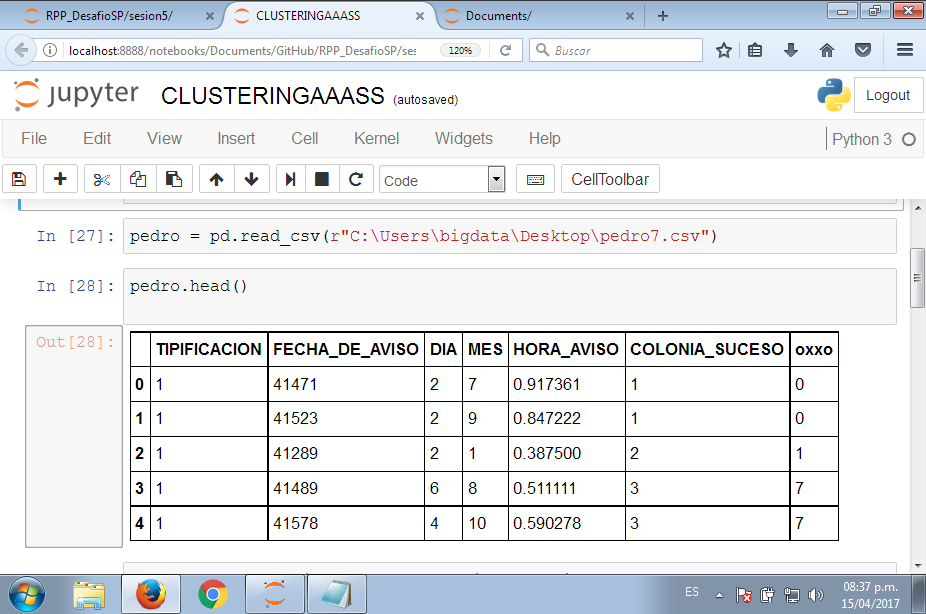 RPP_DesafioSP/sesion5/ × CLUSTERINGAAASS × Documents/ × +
localhost:8888/notebooks/Documents/GitHub/RPP_DesafioSP/ses 120% Buscar
jupyter CLUSTERINGAAASS (autosaved) Logout
File Edit View Insert Cell Kernel Widgets Help Python 3
Code CellToolbar
In [27]: pedro = pd.read_csv(r"C:\Users\bigdata\Desktop\pedro7.csv")
In [28]: pedro.head()
Out[28]:
TIPIFICACION FECHA_DE_AVISO DIA MES HORA_AVISO COLONIA_SUCESO oxxo
0 1 41471 2 7 0.917361 1 0
1 1 41523 2 9 0.847222 1 0
2 1 41289 2 1 0.387500 2 1
3 1 41489 6 8 0.511111 3 7
4 1 41578 4 10 0.590278 3 7
ES 08:37 p.m.
15/04/2017